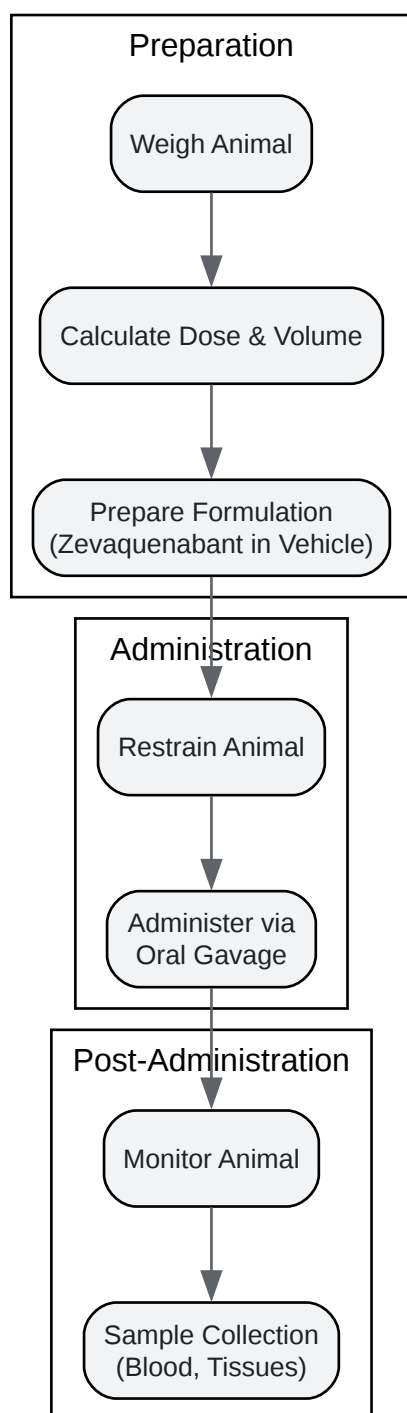 Preparation
Weigh Animal
Calculate Dose & Volume
Prepare Formulation
(Zevaquenabant in Vehicle)
Administration
Restrain Animal
Administer via
Oral Gavage
Post-Administration
Monitor Animal
Sample Collection
(Blood, Tissues)